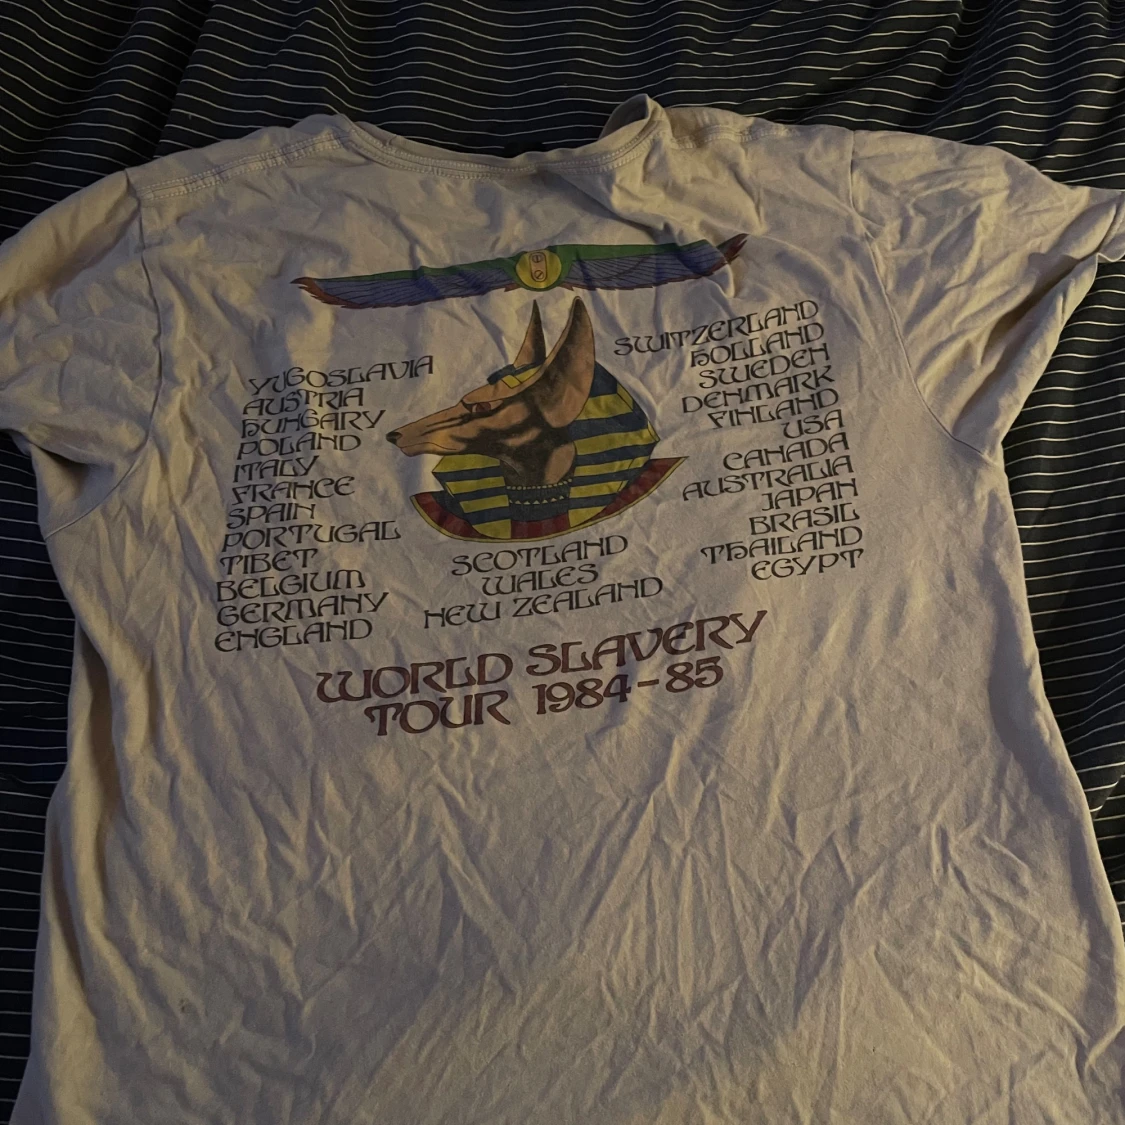 YUGOSLAVIA
AUSTRIA
HUNGARY
POLAND
ITALY
FRANCE
SPAIN
PORTUGAL
TIBET
BELGIUM
GERMANY
ENGLAND
SCOTLAND
WALES
NEW ZEALAND
SWITZERLAND
HOLLAND
SWEDEN
DENMARK
FINLAND
USA
CANADA
AUSTRALIA
JAPAN
BRASIL
THAILAND
EGYPT
WORLD SLAVERY
TOUR 1984-85